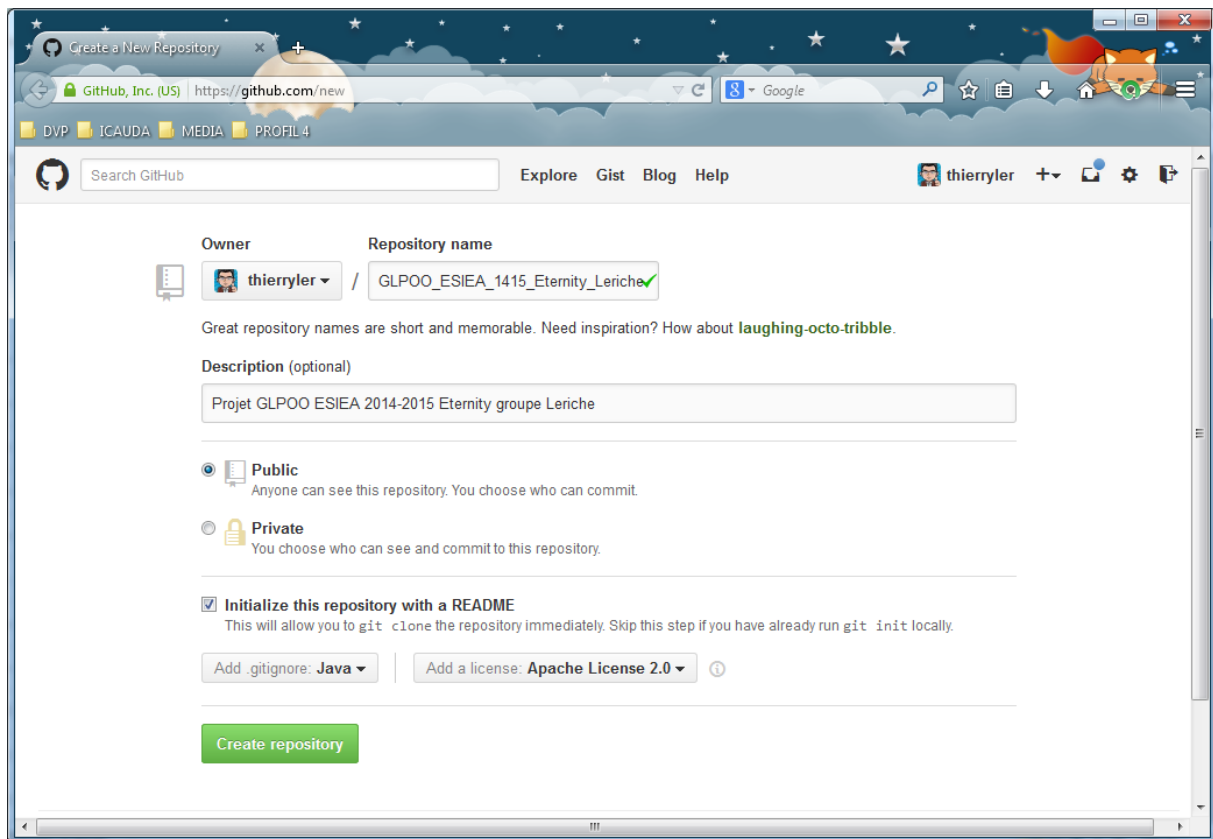 Create a New Repository
GitHub, Inc. (US) https://github.com/new
Google
DVP ICAUDA MEDIA PROFIL 4
Search GitHub Explore Gist Blog Help thierryler
Owner Repository name
thierryler / GLPOO_ESIEA_1415_Eternity_Leriche
Great repository names are short and memorable. Need inspiration? How about laughing-octo-tribble.
Description (optional)
Projet GLPOO ESIEA 2014-2015 Eternity groupe Leriche
Public
Anyone can see this repository. You choose who can commit.
Private
You choose who can see and commit to this repository.
Initialize this repository with a README
This will allow you to git clone the repository immediately. Skip this step if you have already run git init locally.
Add .gitignore: Java Add a license: Apache License 2.0
Create repository